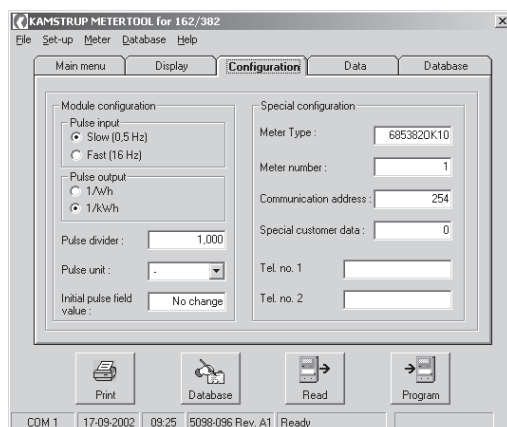 KAMSTRUP METERTOOL for 162/382
File Set-up Meter Database Help
Main menu Display Configuration Data Database
Module configuration
Pulse input
Slow (0,5 Hz)
Fast (16 Hz)
Pulse output
1/Wh
1/kWh
Pulse divider : 1,000
Pulse unit : -
Initial pulse field value : No change
Special configuration
Meter Type : 685382OK10
Meter number : 1
Communication address : 254
Special customer data : 0
Tel. no. 1
Tel. no. 2
Print Database Read Program
COM 1 17-09-2002 09:25 5098-096 Rev. A1 Ready